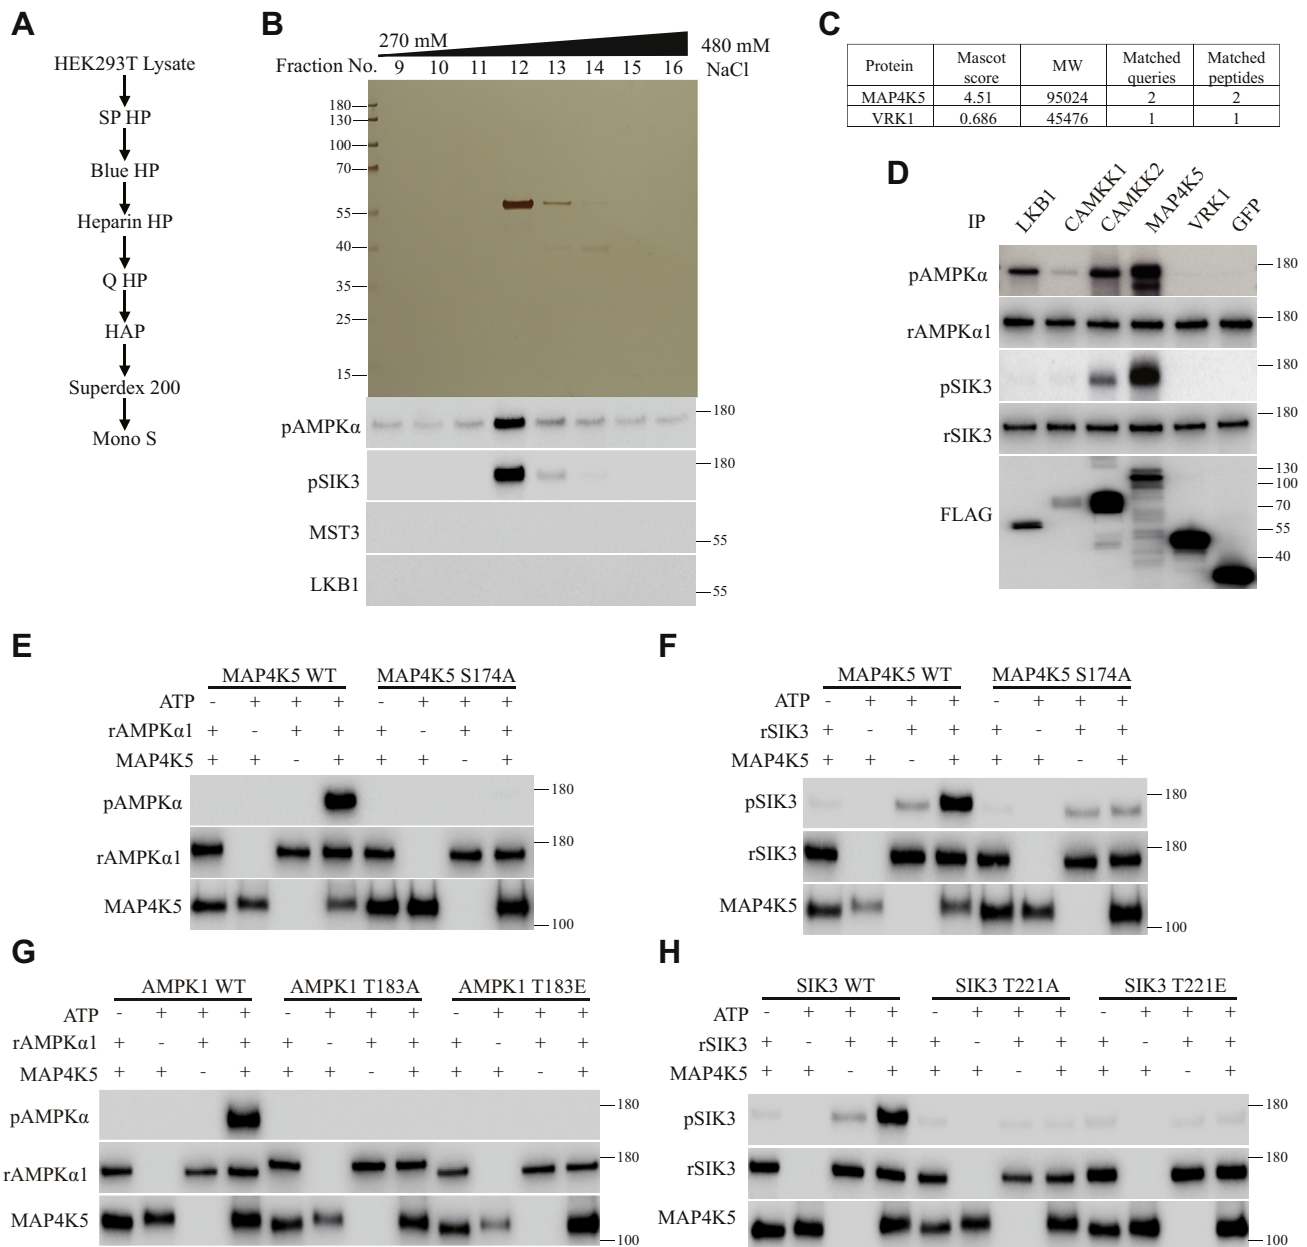 A
HEK293T Lysate
SP HP
Blue HP
Heparin HP
Q HP
HAP
Superdex 200
Mono S
B
270 mM
480 mM
Fraction No. 9 10 11 12 13 14 15 16 NaCl
180
130
100
70
55
40
35
25
15
pAMPKα 180
pSIK3 180
MST3 55
LKB1 55
C
Protein Mascot score MW Matched queries Matched peptides
MAP4K5 4.51 95024 2 2
VRK1 0.686 45476 1 1
D
IP LKB1 CAMKK1 CAMKK2 MAP4K5 VRK1 GFP
pAMPKα 180
rAMPKα1 180
pSIK3 180
rSIK3 180
FLAG
130
100
70
55
40
E
MAP4K5 WT MAP4K5 S174A
ATP - + + + - + + +
rAMPKα1 + - + + + - + +
MAP4K5 + + - + + + - +
pAMPKα 180
rAMPKα1 180
MAP4K5 100
F
MAP4K5 WT MAP4K5 S174A
ATP - + + + - + + +
rSIK3 + - + + + - + +
MAP4K5 + + - + + + - +
pSIK3 180
rSIK3 180
MAP4K5 100
G
AMPK1 WT AMPK1 T183A AMPK1 T183E
ATP - + + + - + + + - + + +
rAMPKα1 + - + + + - + + + - + +
MAP4K5 + + - + + + - + + + - +
pAMPKα 180
rAMPKα1 180
MAP4K5 100
H
SIK3 WT SIK3 T221A SIK3 T221E
ATP - + + + - + + + - + + +
rSIK3 + - + + + - + + + - + +
MAP4K5 + + - + + + - + + + - +
pSIK3 180
rSIK3 180
MAP4K5 100